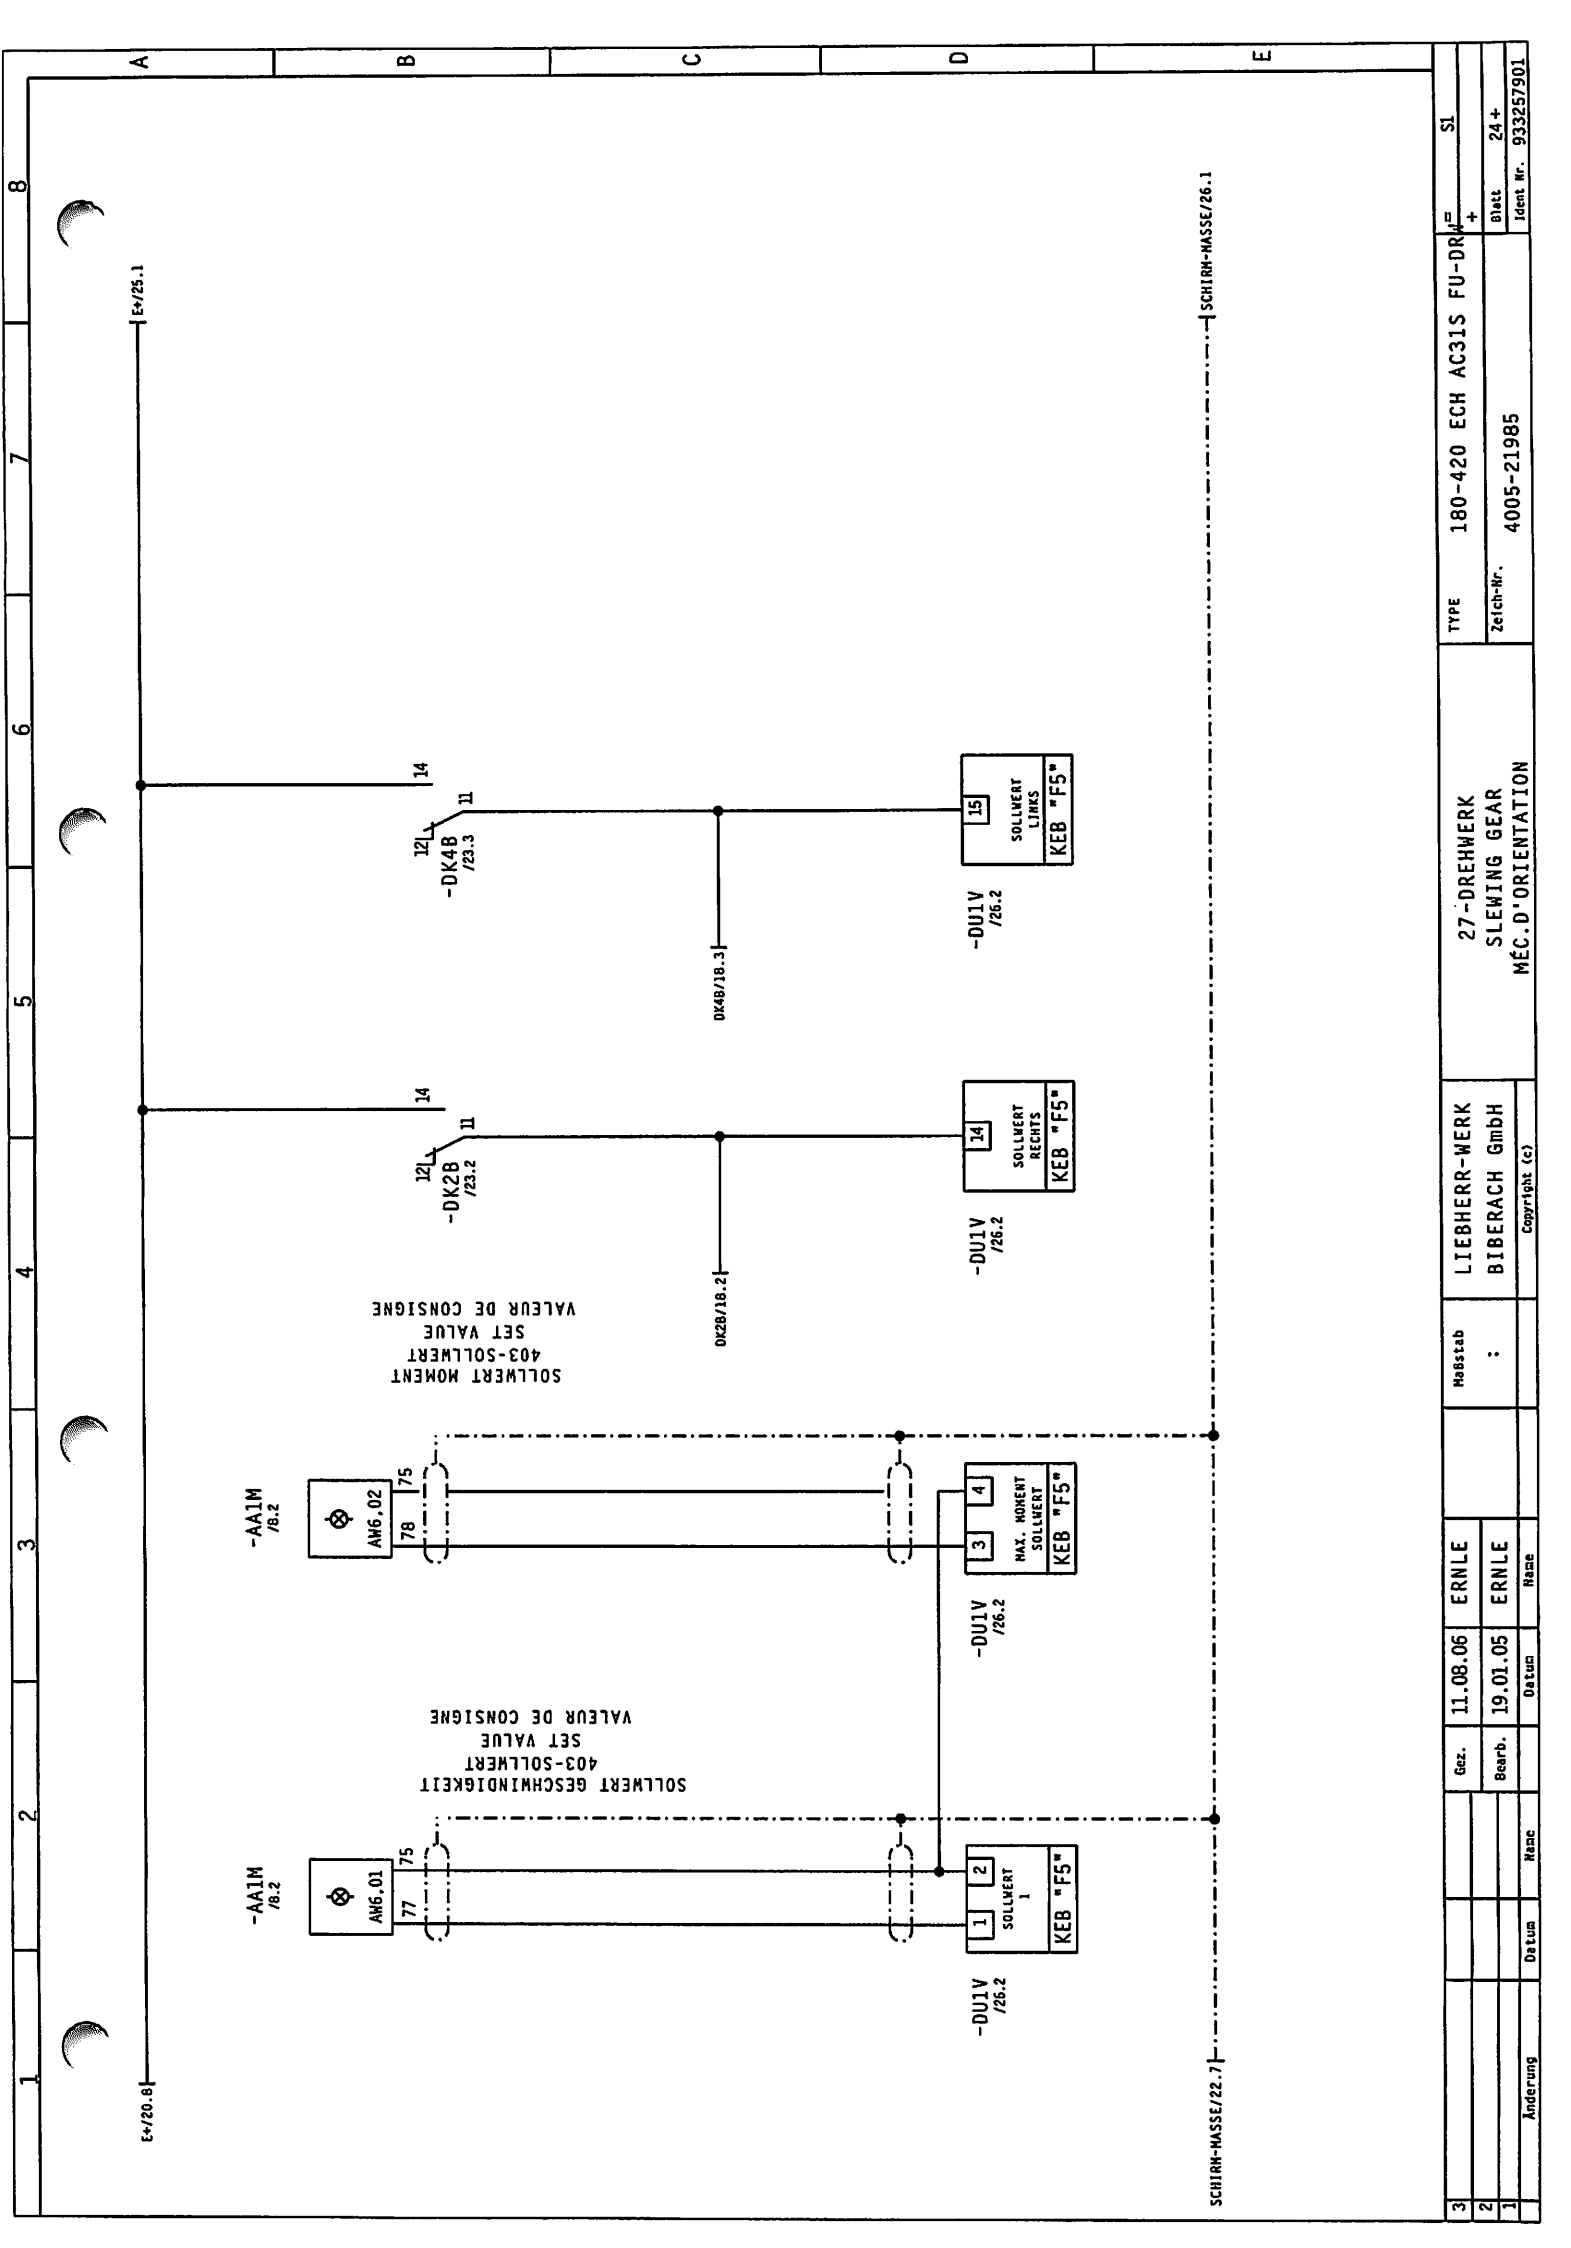 1
2
3
4
5
6
7
8
A
B
C
D
E
E+/20.8
E+/25.1
-AA1M
/8.2
AW6,01
77
75
SOLLWERT GESCHWINDIGKEIT
403-SOLLWERT
SET VALUE
VALEUR DE CONSIGNE
-DU1V
/26.2
1
2
SOLLWERT
1
KEB "F5"
-AA1M
/8.2
AW6,02
78
75
SOLLWERT MOMENT
403-SOLLWERT
SET VALUE
VALEUR DE CONSIGNE
-DU1V
/26.2
3
4
MAX. MOMENT
SOLLWERT
KEB "F5"
12
14
11
-DK2B
/23.2
DK2B/18.2
-DU1V
/26.2
14
SOLLWERT
RECHTS
KEB "F5"
12
14
11
-DK4B
/23.3
DK4B/18.3
-DU1V
/26.2
15
SOLLWERT
LINKS
KEB "F5"
SCHIRM-MASSE/22.7
SCHIRM-MASSE/26.1
3
2
1
Änderung
Datum
Name
Gez.
11.08.06
ERNLE
Bearb.
19.01.05
ERNLE
Datum
Name
Maßstab
:
LIEBHERR-WERK
BIBERACH GmbH
Copyright (c)
27-DREHWERK
SLEWING GEAR
MÉC.D'ORIENTATION
TYPE
180-420 ECH AC31S FU-DRW
Zeich-Nr.
4005-21985
=
S1
+
Blatt
24+
Ident Nr. 933257901